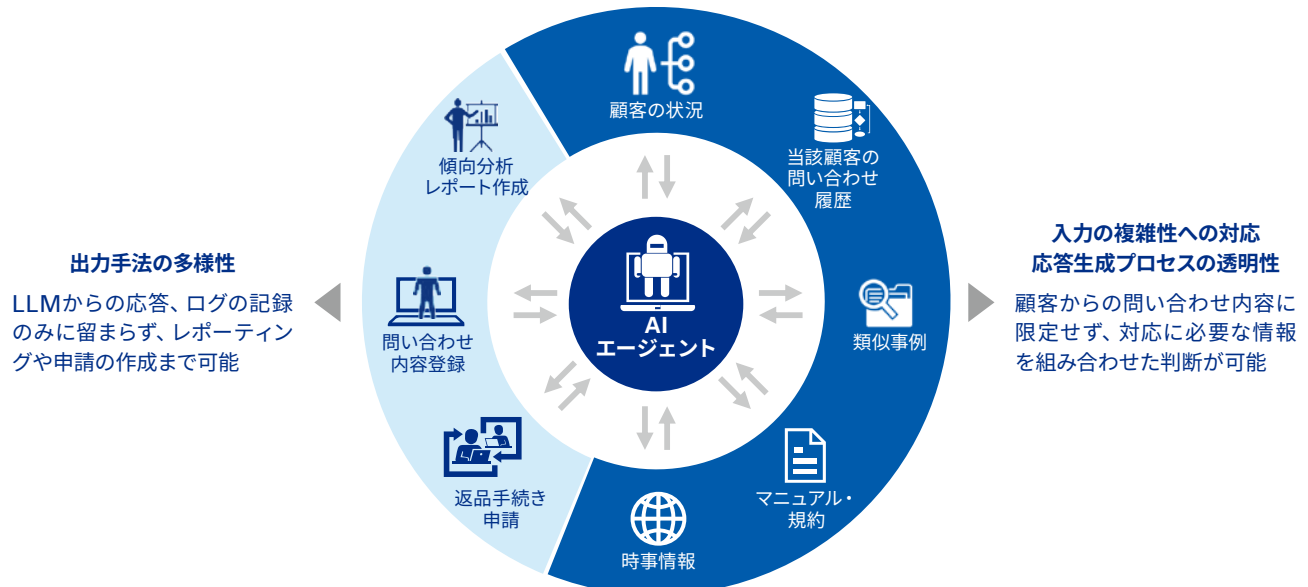 顧客の状況
当該顧客の
問い合わせ
履歴
類似事例
マニュアル・
規約
時事情報
返品手続き
申請
問い合わせ
内容登録
傾向分析
レポート作成
AI
エージェント
出力手法の多様性
LLMからの応答、ログの記録
のみに留まらず、レポーティン
グや申請の作成まで可能
入力の複雑性への対応
応答生成プロセスの透明性
顧客からの問い合わせ内容に
限定せず、対応に必要な情報
を組み合わせた判断が可能